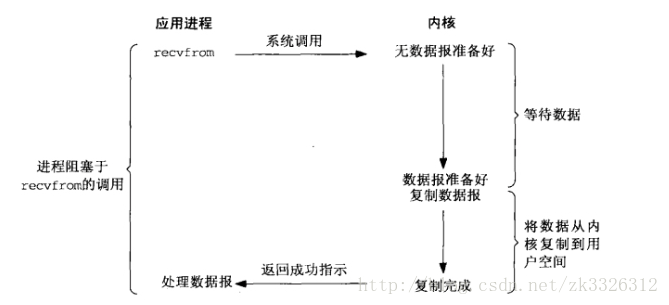 应用进程
内核
recvfrom
系统调用
无数据报准备好
等待数据
进程阻塞于
recvfrom的调用
数据报准备好
复制数据报
将数据从内
核复制到用
户空间
处理数据报
返回成功指示
复制完成
http://blog.csdn.net/zk3326312